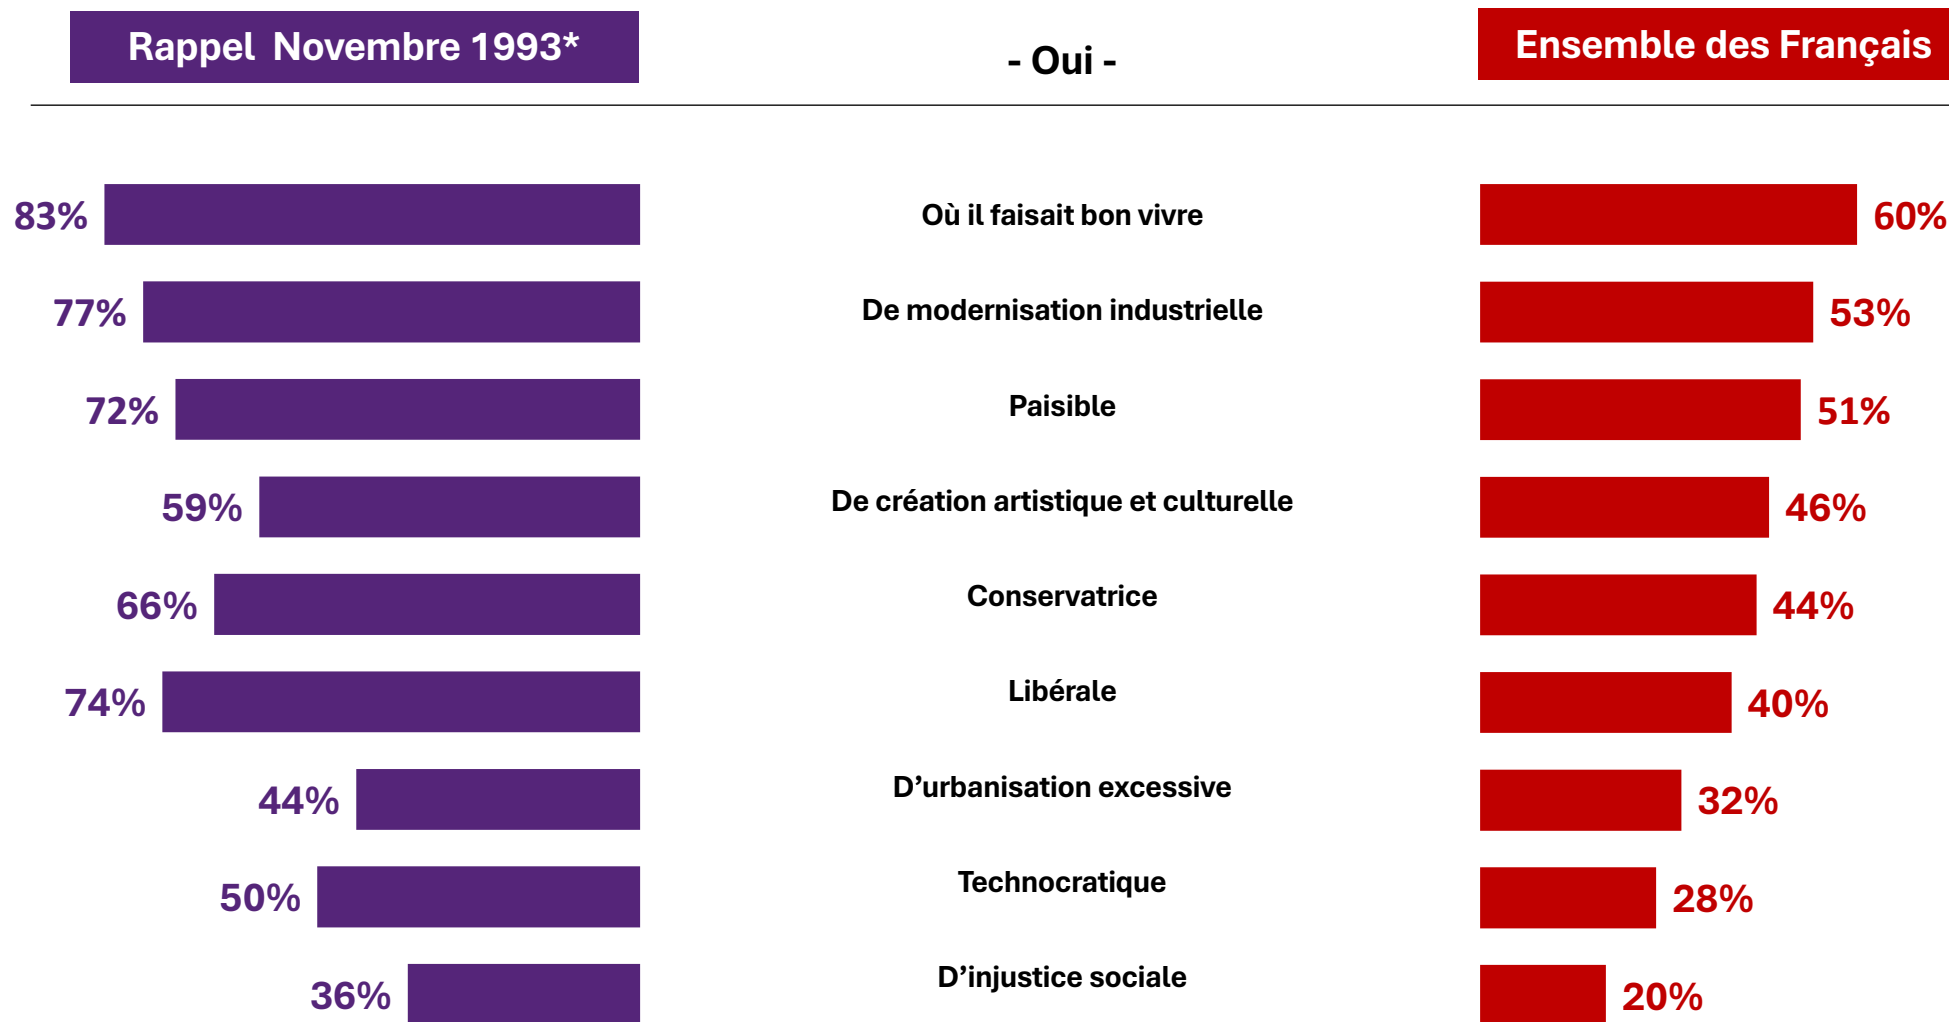 Rappel Novembre 1993*
- Oui -
Ensemble des Français
83% Où il faisait bon vivre 60%
77% De modernisation industrielle 53%
72% Paisible 51%
59% De création artistique et culturelle 46%
66% Conservatrice 44%
74% Libérale 40%
44% D’urbanisation excessive 32%
50% Technocratique 28%
36% D’injustice sociale 20%